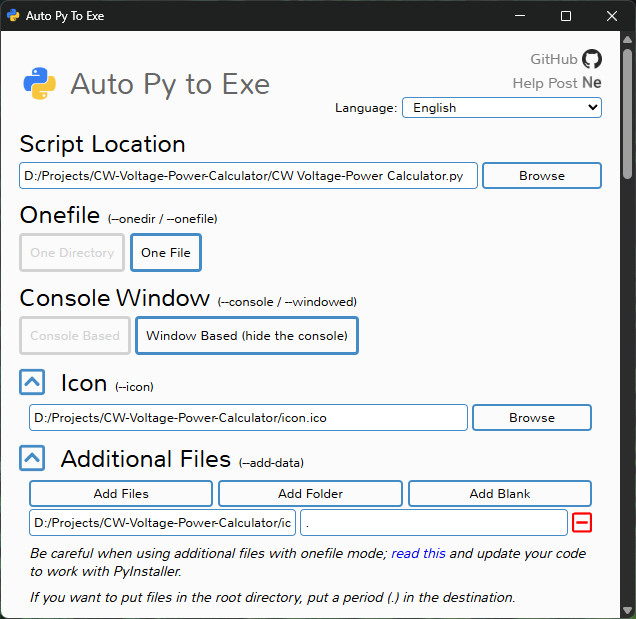 Auto Py To Exe
GitHub
Help Post Ne
Auto Py to Exe
Language: English
Script Location
D:/Projects/CW-Voltage-Power-Calculator/CW Voltage-Power Calculator.py Browse
Onefile (--onedir / --onefile)
One Directory One File
Console Window (--console / --windowed)
Console Based Window Based (hide the console)
Icon (--icon)
D:/Projects/CW-Voltage-Power-Calculator/icon.ico Browse
Additional Files (--add-data)
Add Files Add Folder Add Blank
D:/Projects/CW-Voltage-Power-Calculator/ic .
Be careful when using additional files with onefile mode; read this and update your code
to work with PyInstaller.
If you want to put files in the root directory, put a period (.) in the destination.